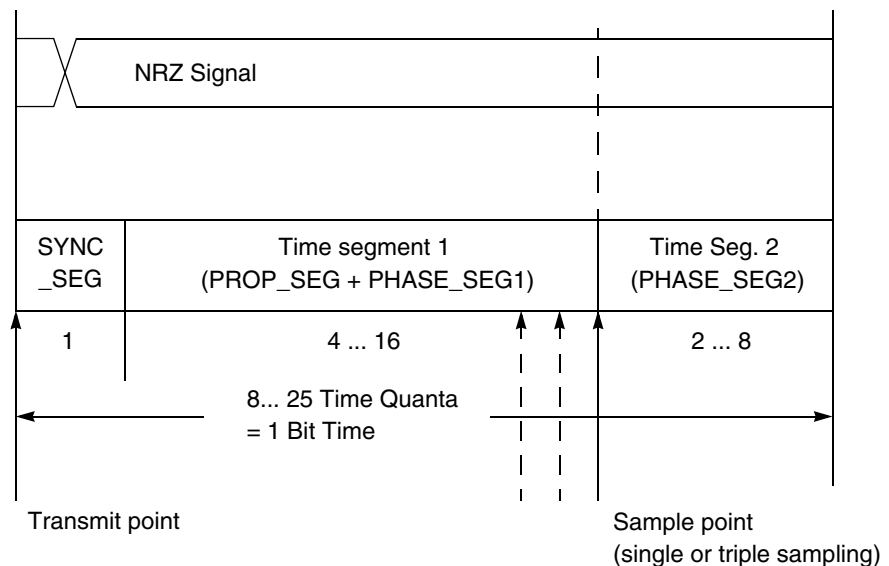 NRZ Signal
SYNC
_SEG
Time segment 1
(PROP_SEG + PHASE_SEG1)
Time Seg. 2
(PHASE_SEG2)
1
4 ... 16
2 ... 8
8... 25 Time Quanta
= 1 Bit Time
Transmit point
Sample point
(single or triple sampling)